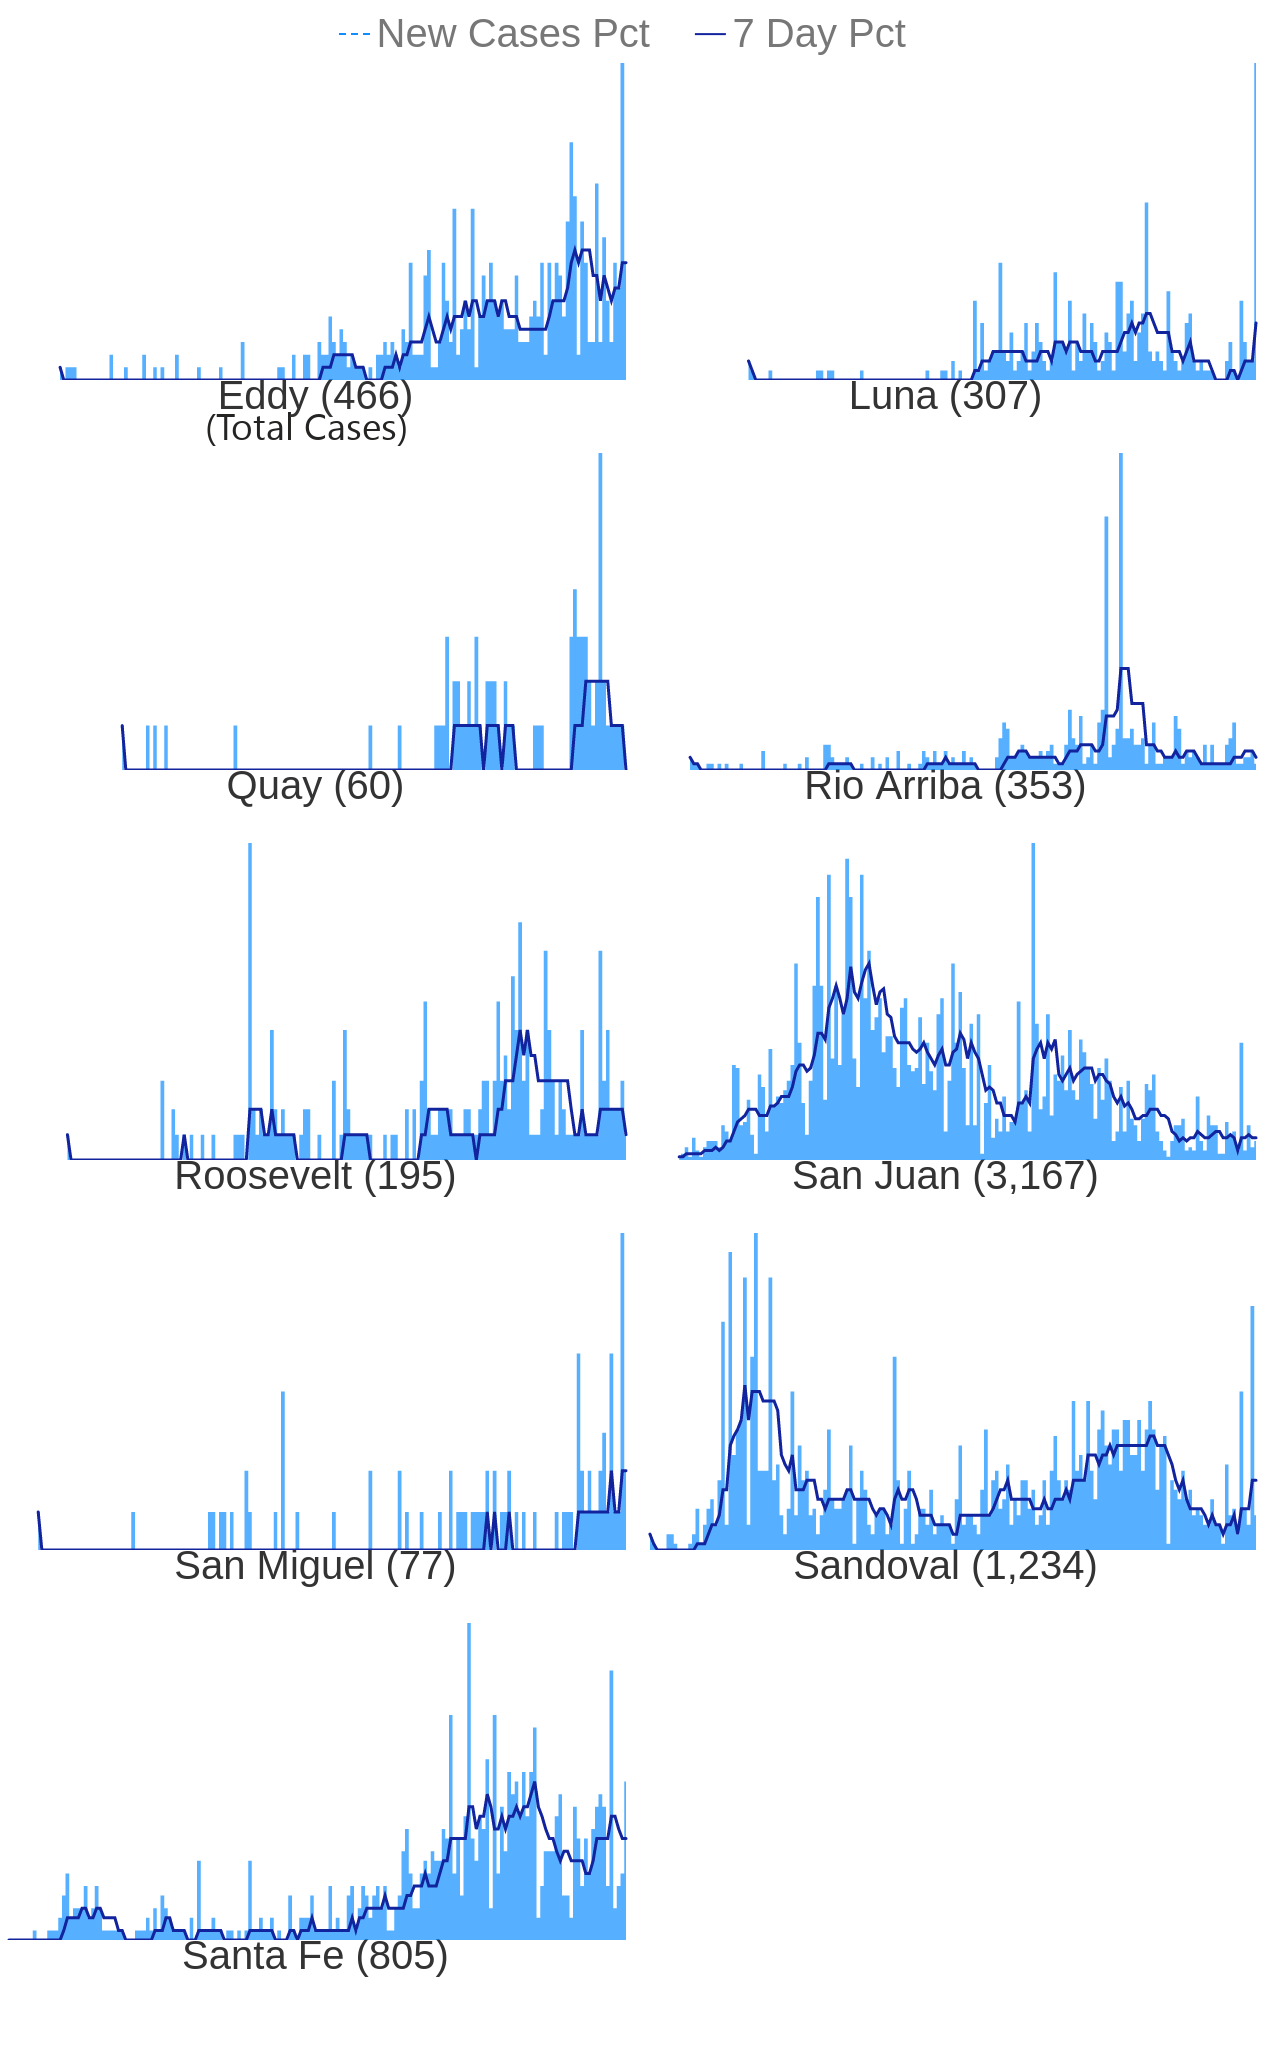 New Cases Pct 7 Day Pct
Eddy (466) Luna (307)
(Total Cases)
Quay (60) Rio Arriba (353)
Roosevelt (195) San Juan (3,167)
San Miguel (77) Sandoval (1,234)
Santa Fe (805)